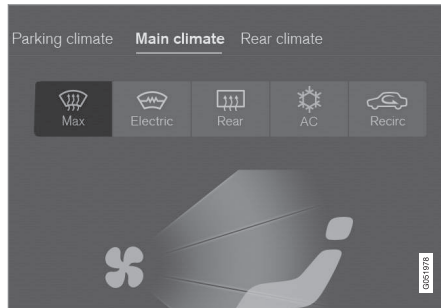 Parking climate Main climate Rear climate
Max Electric Rear AC Recirc
G051978